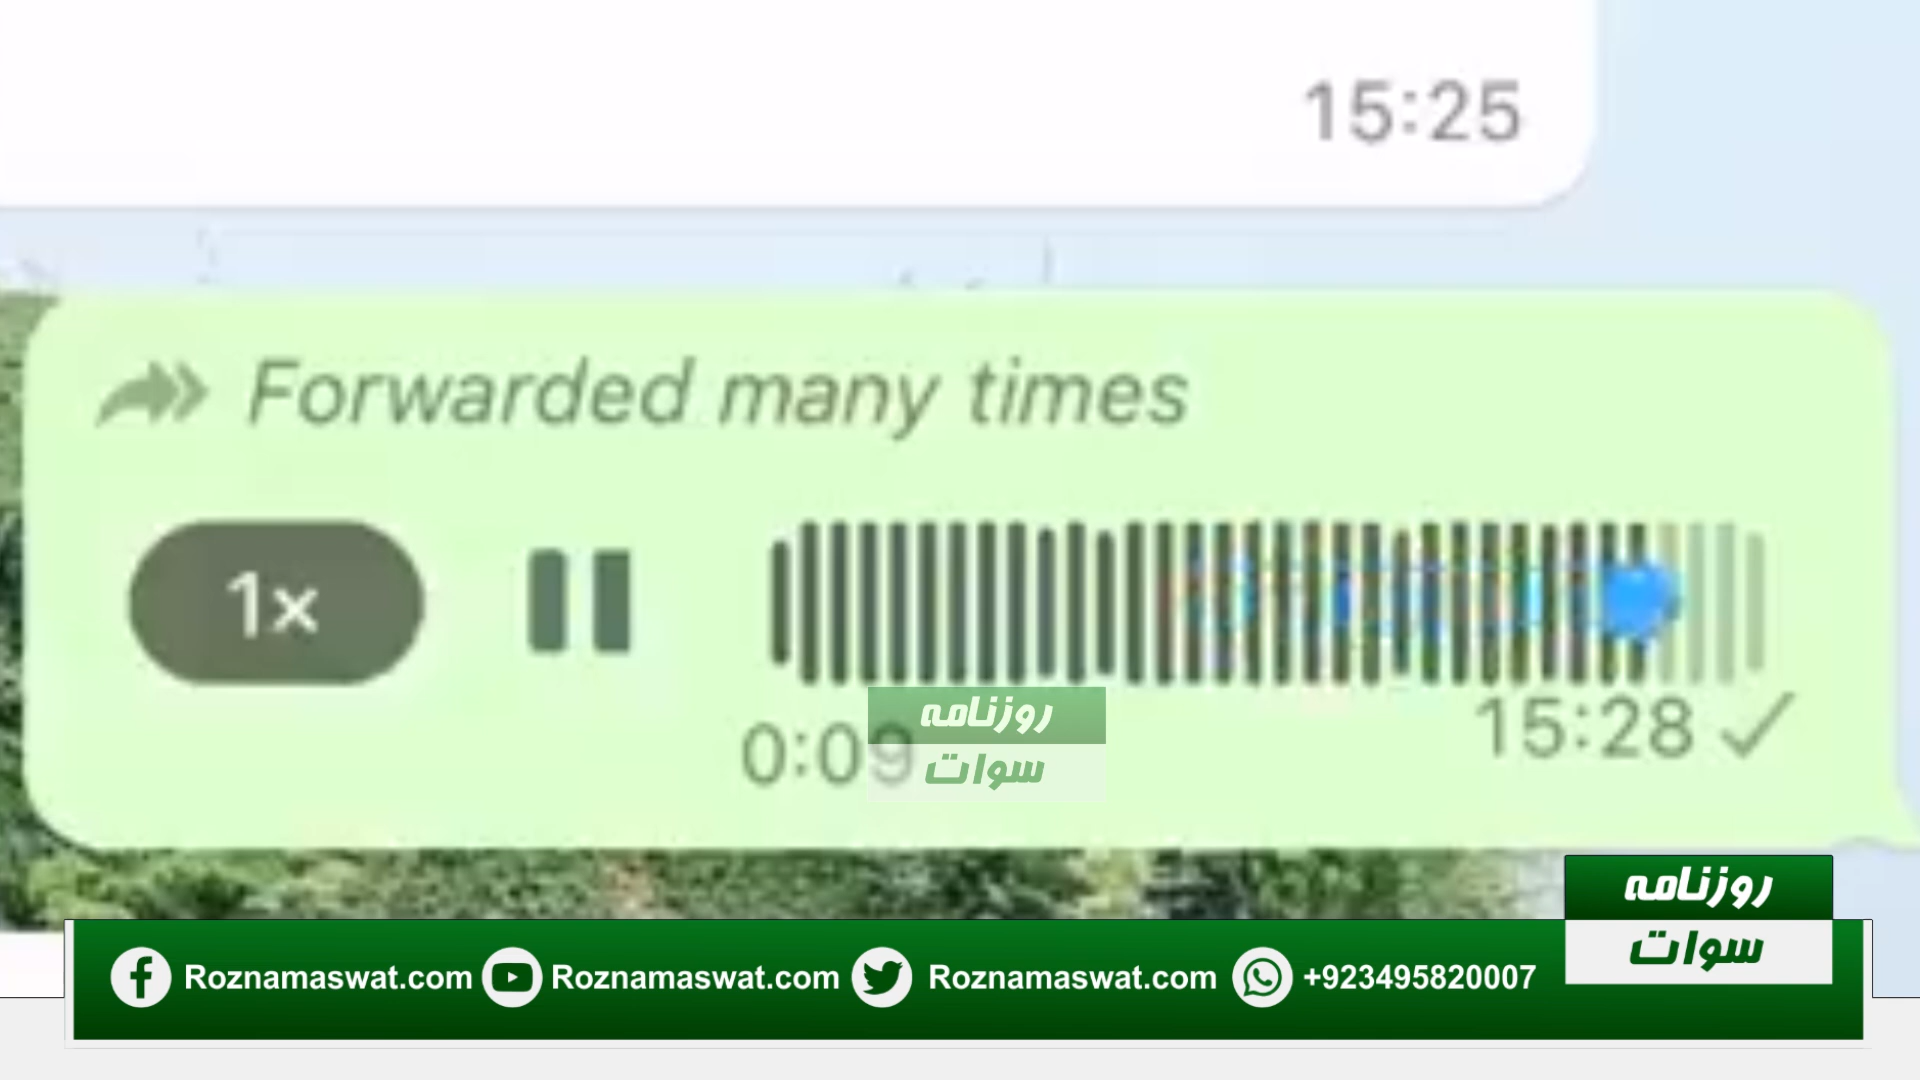 15:25
Forwarded many times
1x
0:09
15:28
روزنامہ
سوات
روزنامہ
سوات
Roznamaswat.com Roznamaswat.com Roznamaswat.com +923495820007